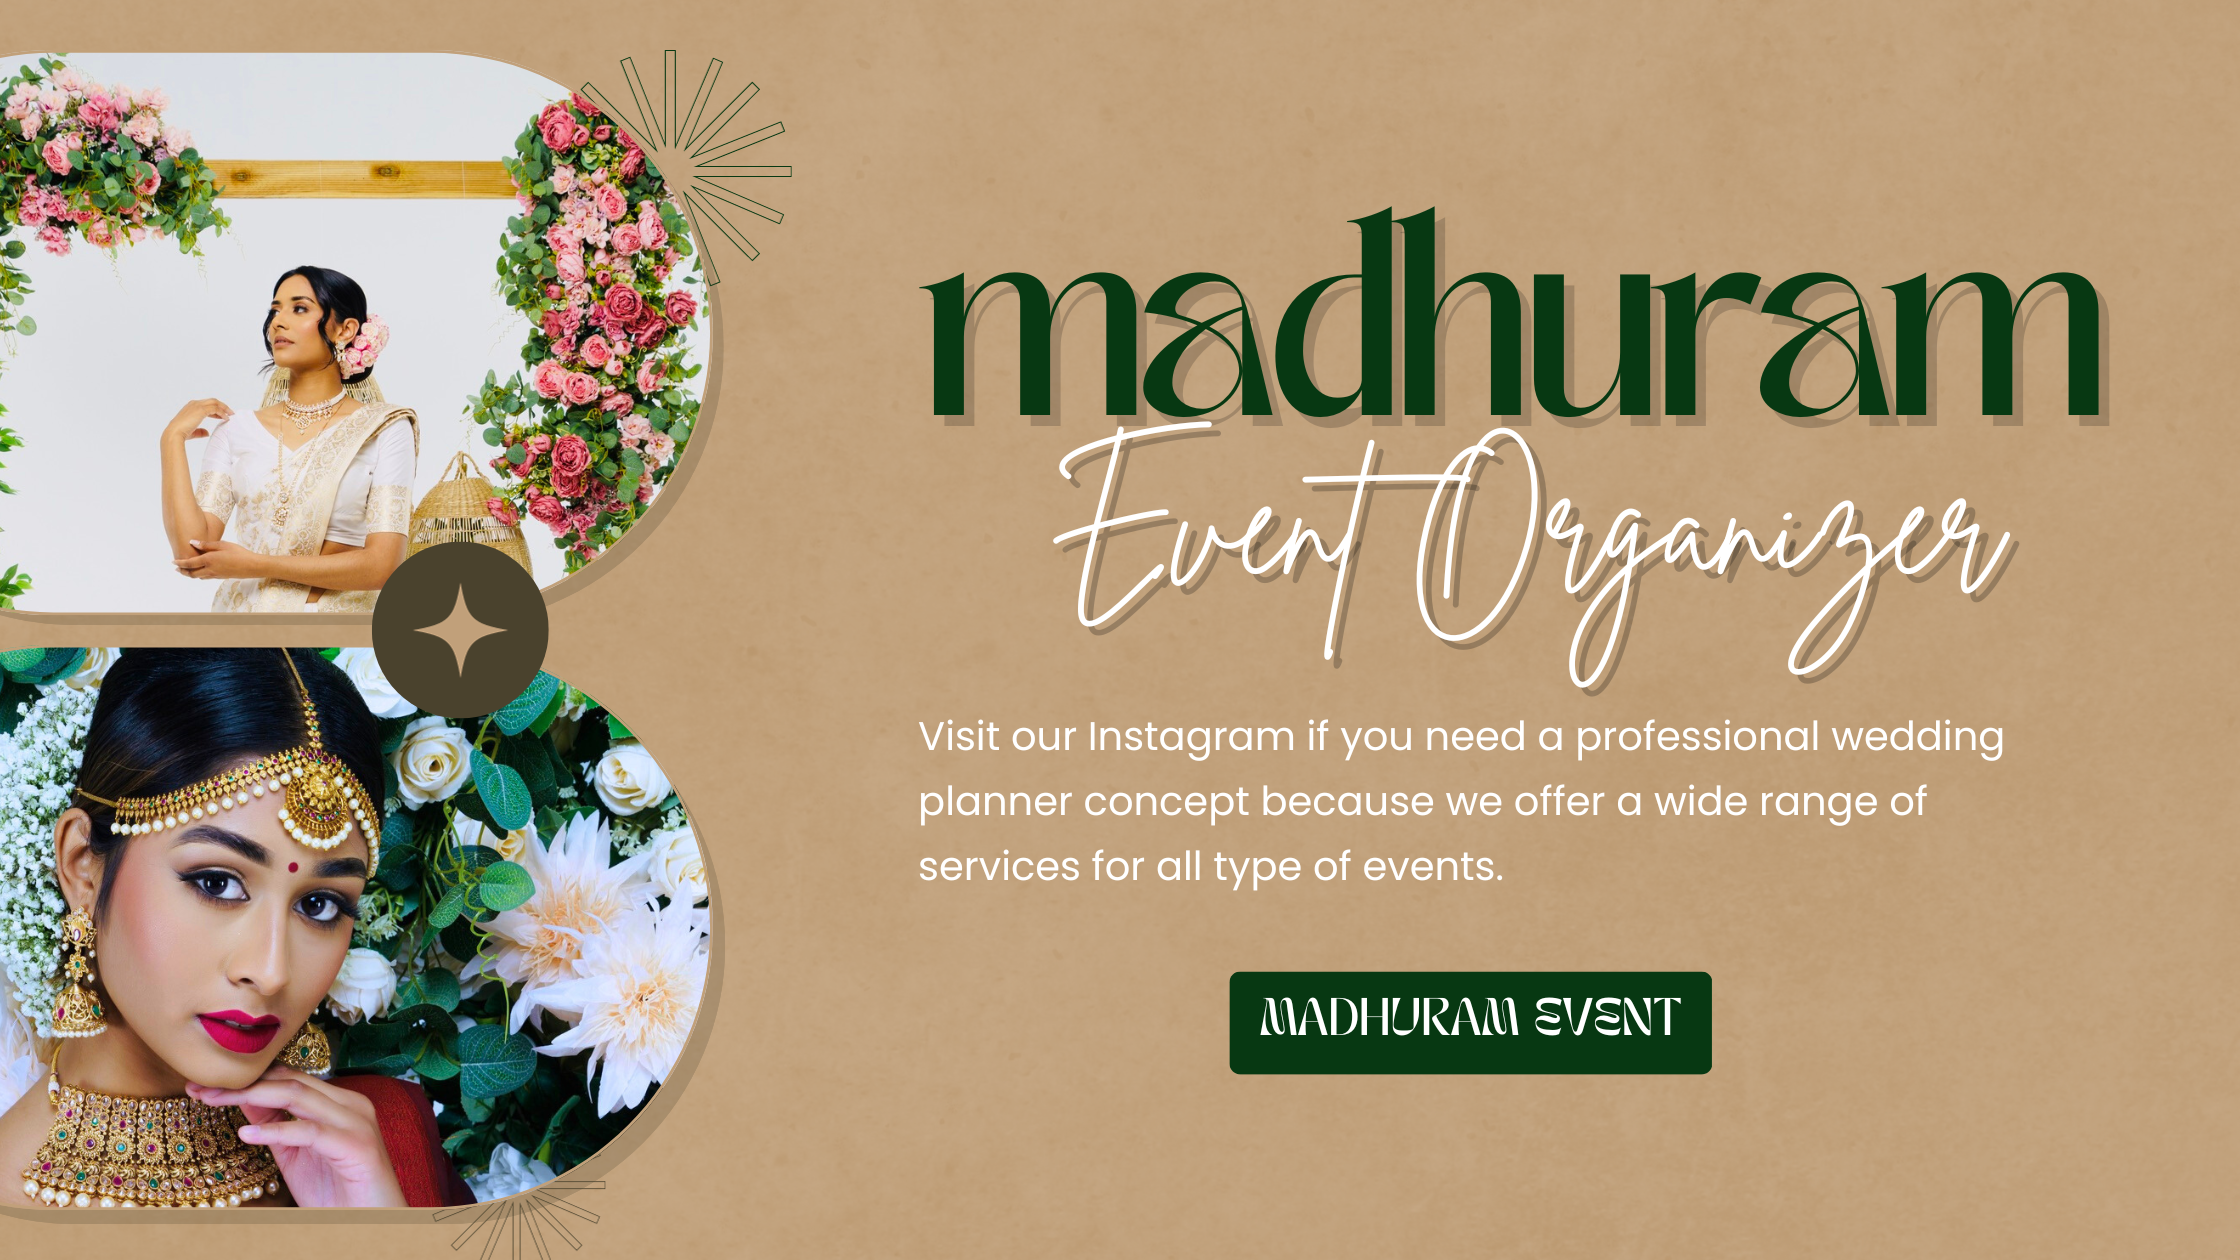 madhuram
Event Organizer
Visit our Instagram if you need a professional wedding
planner concept because we offer a wide range of
services for all type of events.
MADHURAM EVENT